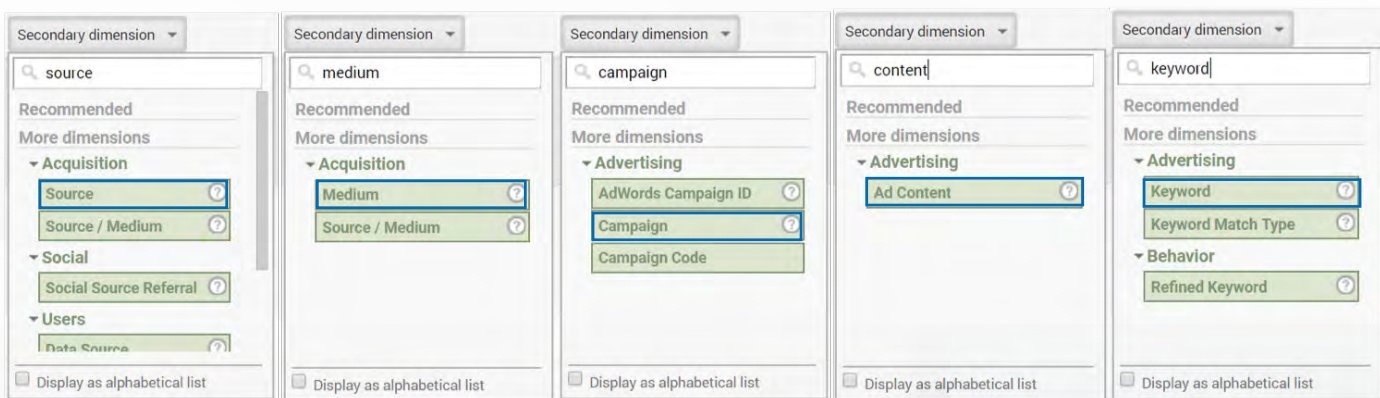 Secondary dimension
source
Recommended
More dimensions
Acquisition
Source
Source / Medium
Social
Social Source Referral
Users
Data Source
Display as alphabetical list
Secondary dimension
medium
Recommended
More dimensions
Acquisition
Medium
Source / Medium
Display as alphabetical list
Secondary dimension
campaign
Recommended
More dimensions
Advertising
AdWords Campaign ID
Campaign
Campaign Code
Display as alphabetical list
Secondary dimension
content
Recommended
More dimensions
Advertising
Ad Content
Display as alphabetical list
Secondary dimension
keyword
Recommended
More dimensions
Advertising
Keyword
Keyword Match Type
Behavior
Refined Keyword
Display as alphabetical list